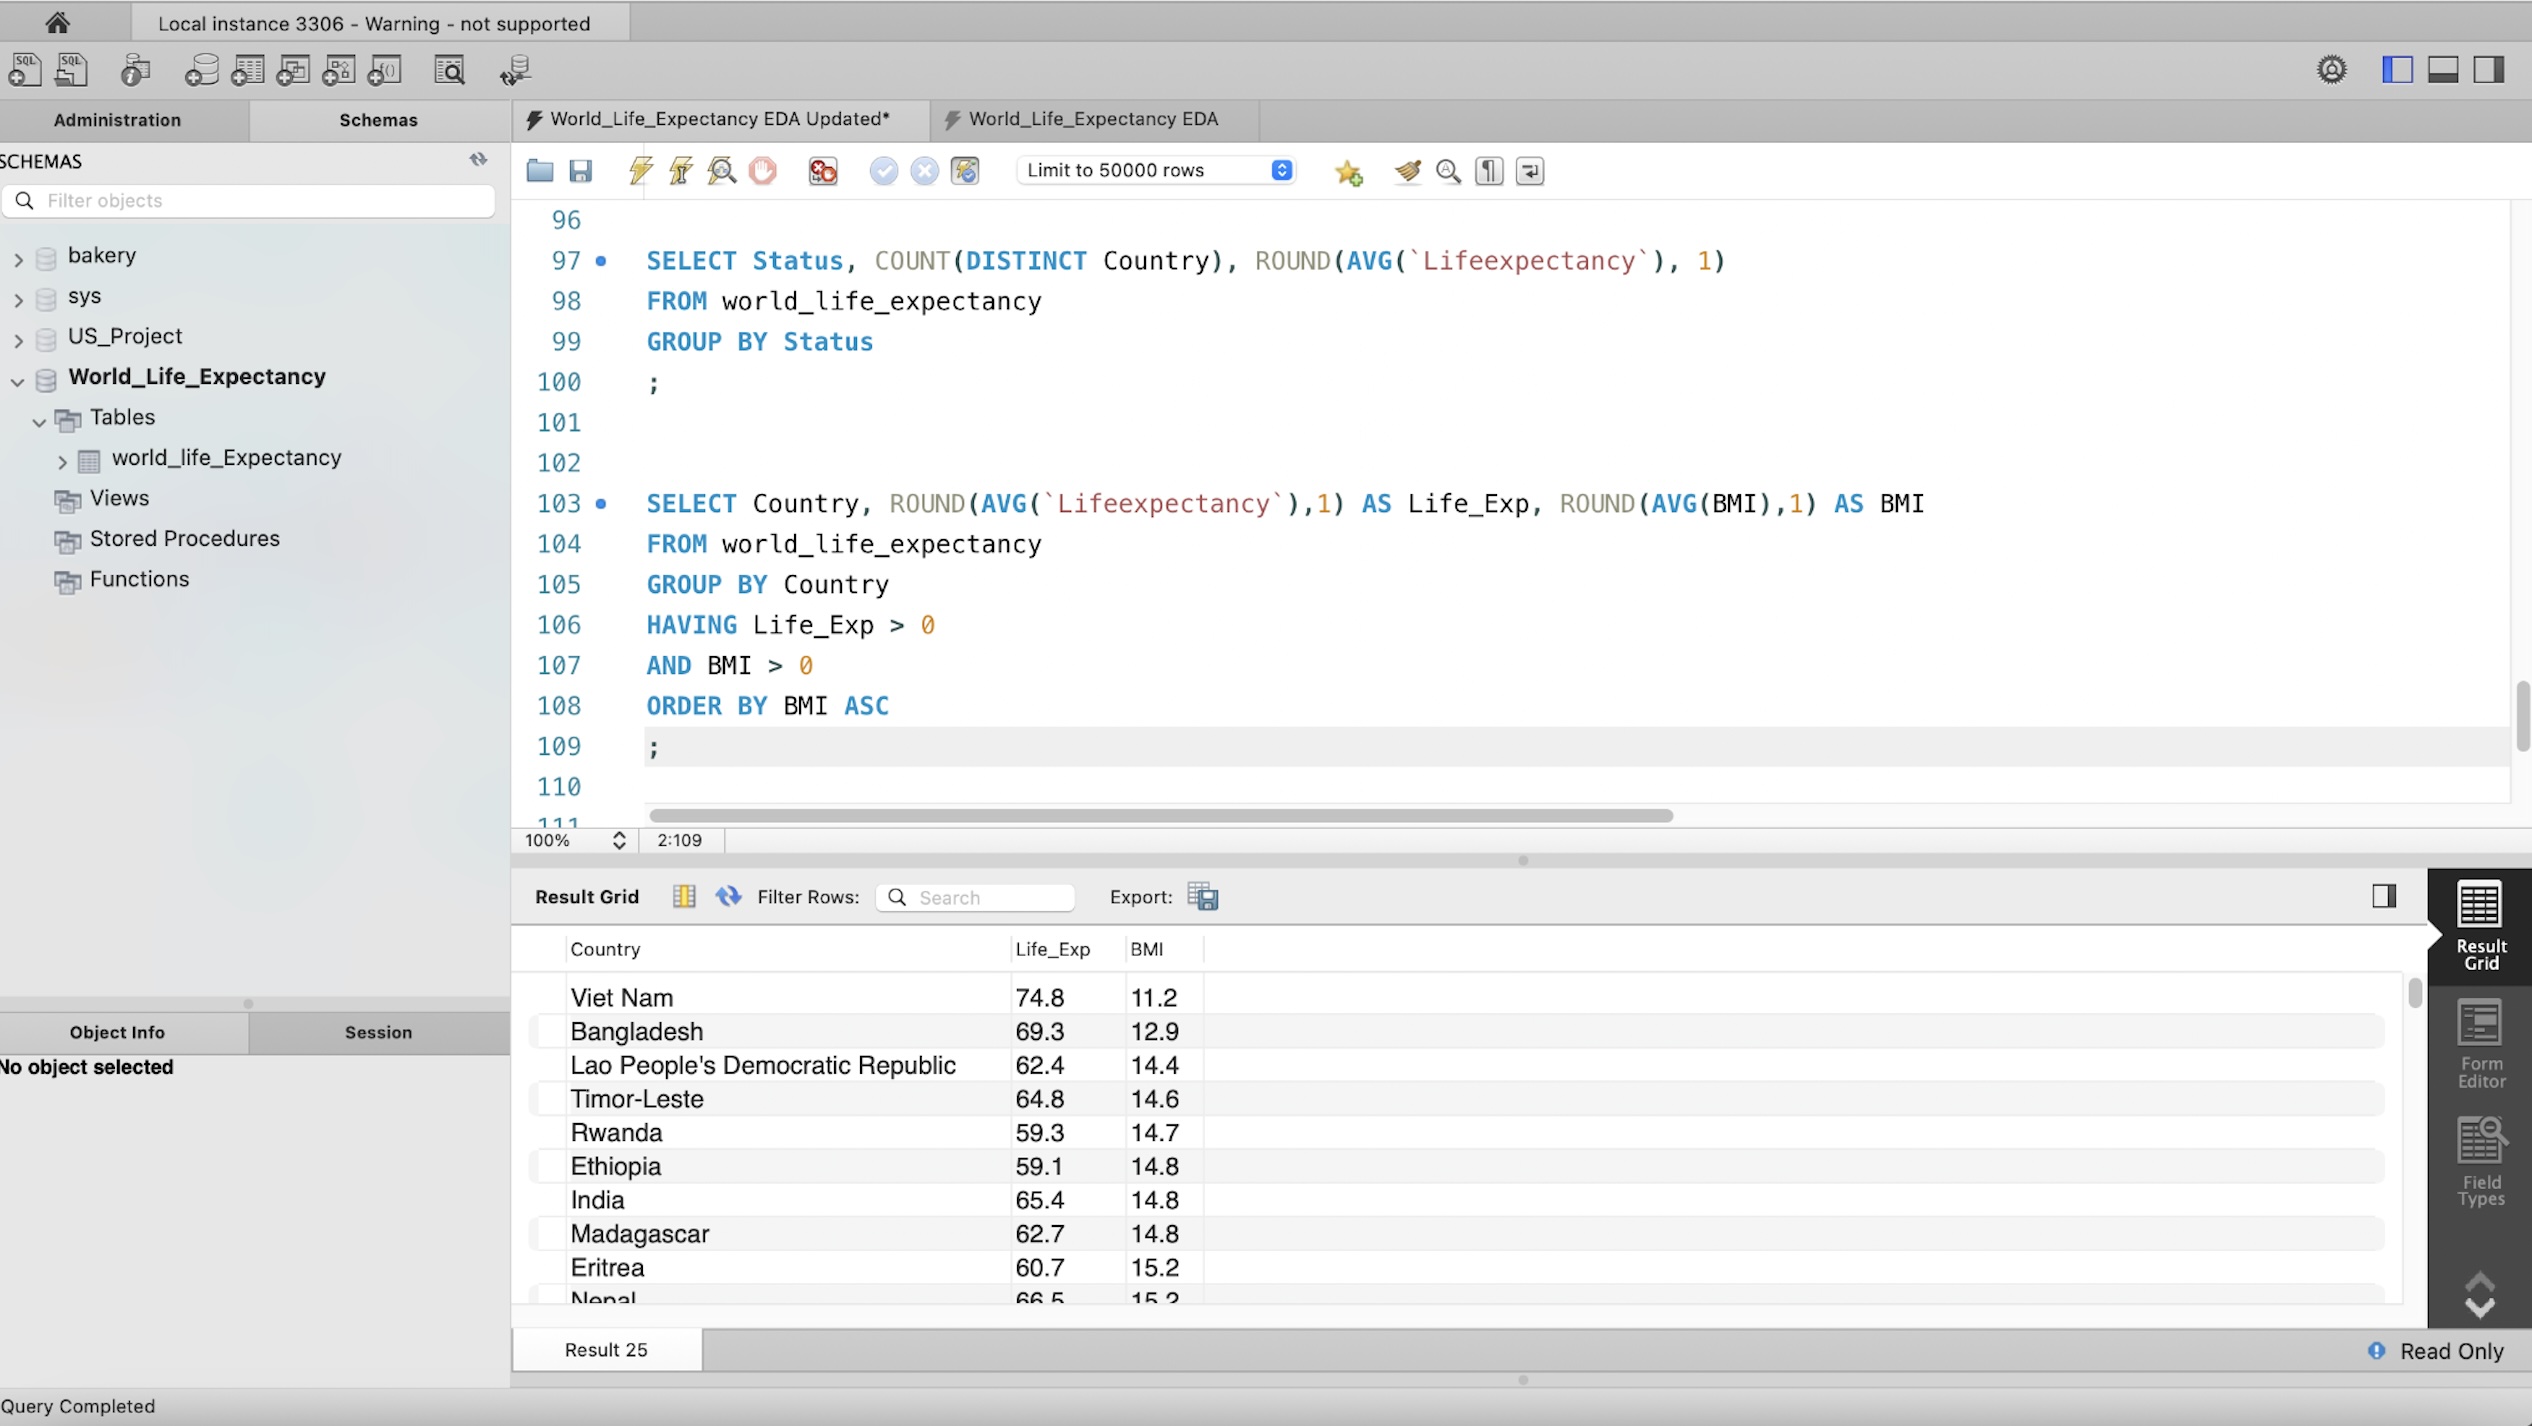 Local instance 3306 - Warning - not supported
SQL SQL
Administration Schemas
World_Life_Expectancy EDA Updated* World_Life_Expectancy EDA
SCHEMAS
Filter objects
Limit to 50000 rows
bakery
sys
US_Project
World_Life_Expectancy
Tables
world_life_Expectancy
Views
Stored Procedures
Functions
96
97 SELECT Status, COUNT(DISTINCT Country), ROUND(AVG(`Lifeexpectancy`), 1)
98 FROM world_life_expectancy
99 GROUP BY Status
100 ;
101
102
103 SELECT Country, ROUND(AVG(`Lifeexpectancy`),1) AS Life_Exp, ROUND(AVG(BMI),1) AS BMI
104 FROM world_life_expectancy
105 GROUP BY Country
106 HAVING Life_Exp > 0
107 AND BMI > 0
108 ORDER BY BMI ASC
109 ;
110
111
100% 2:109
Result Grid Filter Rows: Search Export:
Country Life_Exp BMI
Viet Nam 74.8 11.2
Bangladesh 69.3 12.9
Lao People's Democratic Republic 62.4 14.4
Timor-Leste 64.8 14.6
Rwanda 59.3 14.7
Ethiopia 59.1 14.8
India 65.4 14.8
Madagascar 62.7 14.8
Eritrea 60.7 15.2
Nepal 66.5 15.2
Result
Grid
Form
Editor
Field
Types
Object Info Session
No object selected
Result 25
Read Only
Query Completed